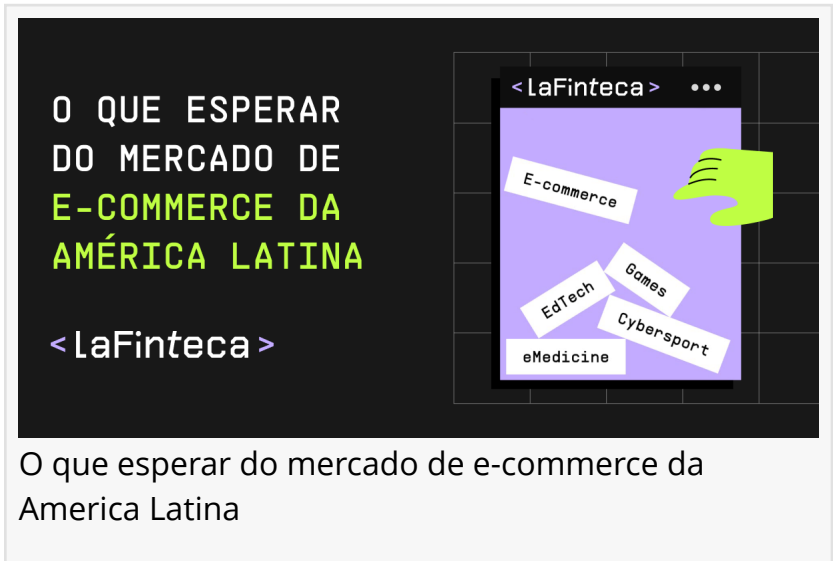 O QUE ESPERAR
DO MERCADO DE
E-COMMERCE DA
AMÉRICA LATINA
<LaFinteca>
<LaFinteca>
E-commerce
Games
EdTech
Cybersport
eMedicine
O que esperar do mercado de e-commerce da
America Latina